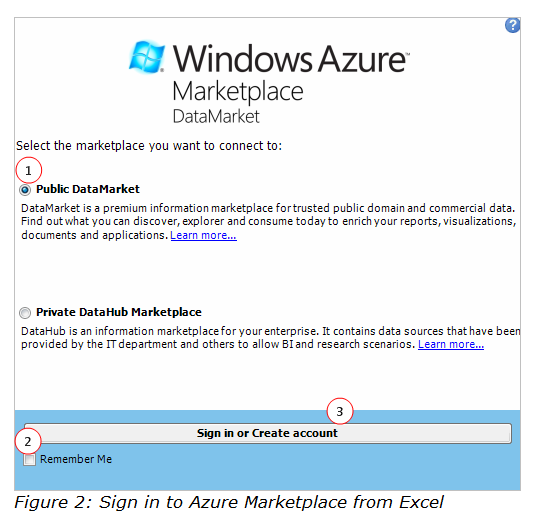 ?
Windows Azure™
Marketplace
DataMarket
Select the marketplace you want to connect to:
1
Public DataMarket
DataMarket is a premium information marketplace for trusted public domain and commercial data.
Find out what you can discover, explorer and consume today to enrich your reports, visualizations,
documents and applications. Learn more...
Private DataHub Marketplace
DataHub is an information marketplace for your enterprise. It contains data sources that have been
provided by the IT department and others to allow BI and research scenarios. Learn more...
3
Sign in or Create account
2
Remember Me
Figure 2: Sign in to Azure Marketplace from Excel